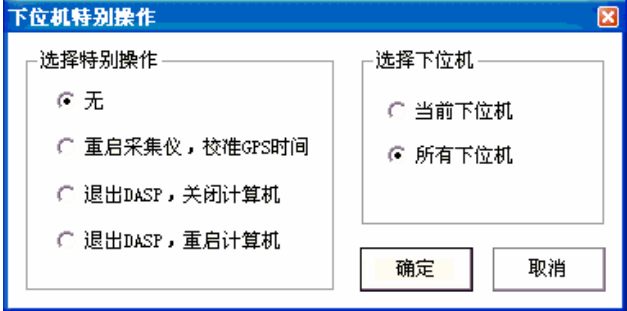 下位机特别操作
选择特别操作
无
重启采集仪，校准GPS时间
退出DASP，关闭计算机
退出DASP，重启计算机
选择下位机
当前下位机
所有下位机
确定
取消